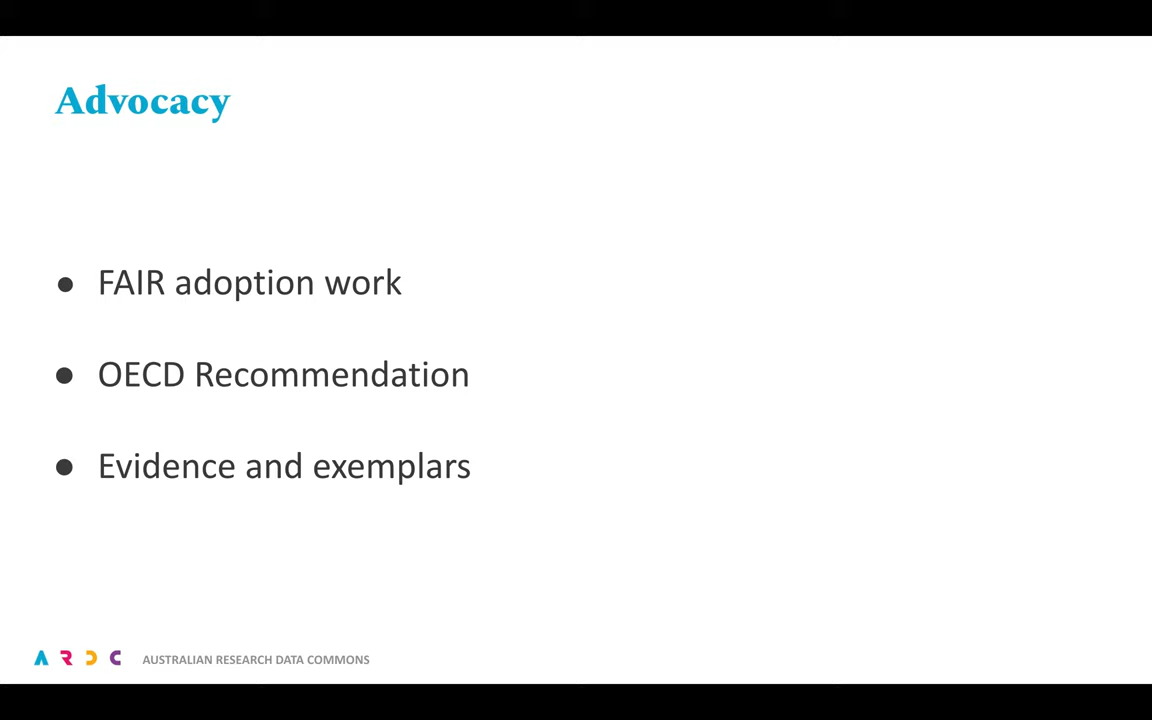 Advocacy
● FAIR adoption work
● OECD Recommendation
● Evidence and exemplars
ARDC AUSTRALIAN RESEARCH DATA COMMONS